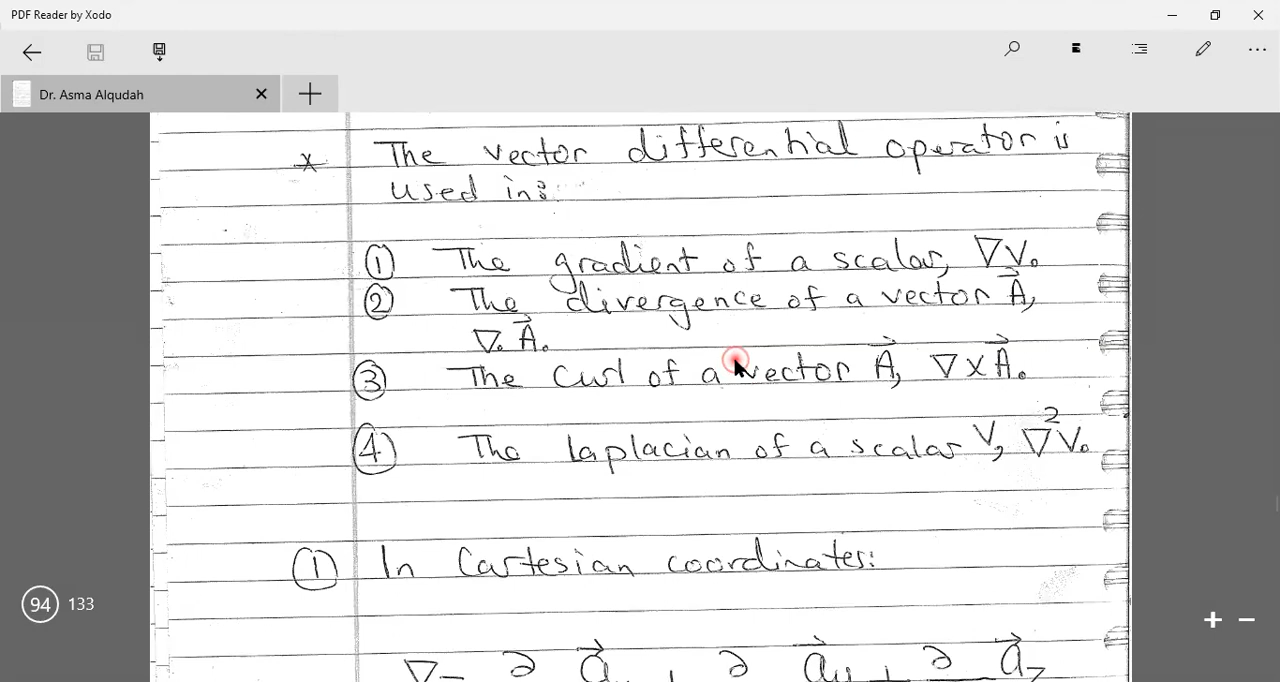 PDF Reader by Xodo
Dr. Asma Alqudah
* The vector differential operator is
used in:
① The gradient of a scalar, ∇V.
② The divergence of a vector A⃗,
∇. A⃗.
③ The curl of a vector A⃗, ∇ X A⃗.
④ The laplacian of a scalar V, ∇²V.
① In Cartesian coordinates:
94 133
∇ = ∂ a⃗ + ∂ a⃗y + ∂ a⃗z